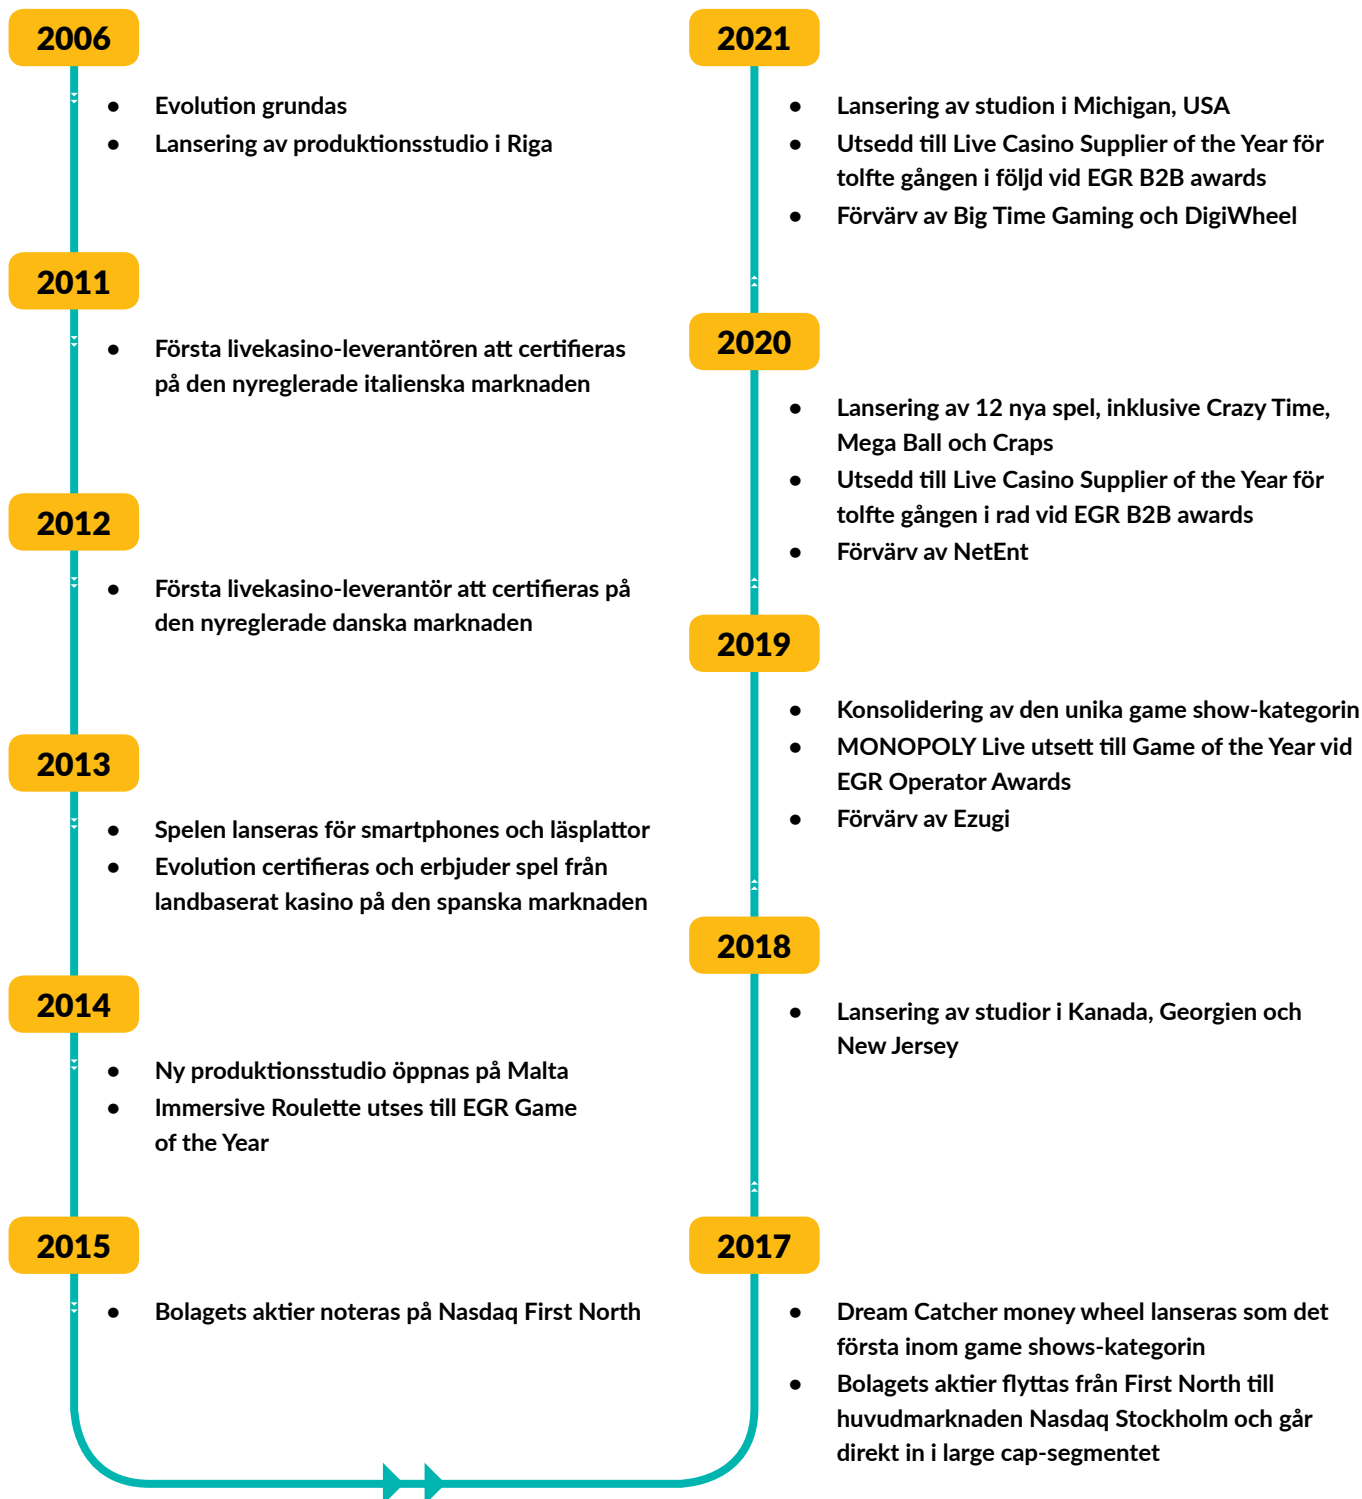 2006
● Evolution grundas
● Lansering av produktionsstudio i Riga
2011
● Första livekasino-leverantören att certifieras
på den nyreglerade italienska marknaden
2012
● Första livekasino-leverantör att certifieras på
den nyreglerade danska marknaden
2013
● Spelen lanseras för smartphones och läsplattor
● Evolution certifieras och erbjuder spel från
landbaserat kasino på den spanska marknaden
2014
● Ny produktionsstudio öppnas på Malta
● Immersive Roulette utses till EGR Game
of the Year
2015
● Bolagets aktier noteras på Nasdaq First North
2017
● Dream Catcher money wheel lanseras som det
första inom game shows-kategorin
● Bolagets aktier flyttas från First North till
huvudmarknaden Nasdaq Stockholm och går
direkt in i large cap-segmentet
2018
● Lansering av studior i Kanada, Georgien och
New Jersey
2019
● Konsolidering av den unika game show-kategorin
● MONOPOLY Live utsett till Game of the Year vid
EGR Operator Awards
● Förvärv av Ezugi
2020
● Lansering av 12 nya spel, inklusive Crazy Time,
Mega Ball och Craps
● Utsedd till Live Casino Supplier of the Year för
tolfte gången i rad vid EGR B2B awards
● Förvärv av NetEnt
2021
● Lansering av studion i Michigan, USA
● Utsedd till Live Casino Supplier of the Year för
tolfte gången i följd vid EGR B2B awards
● Förvärv av Big Time Gaming och DigiWheel